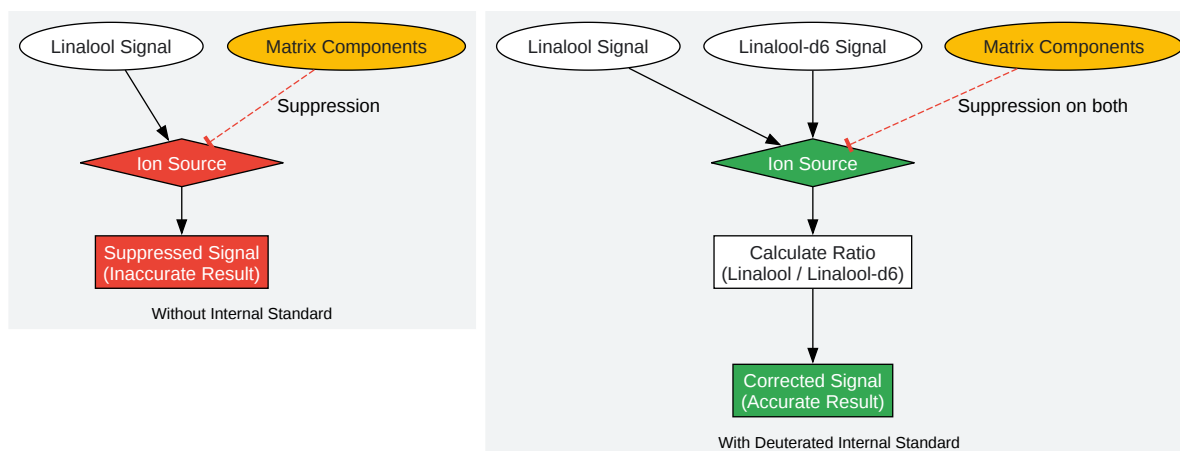 Linalool Signal
Matrix Components
Suppression
Ion Source
Suppressed Signal
(Inaccurate Result)
Without Internal Standard
Linalool Signal
Linalool-d6 Signal
Matrix Components
Suppression on both
Ion Source
Calculate Ratio
(Linalool / Linalool-d6)
Corrected Signal
(Accurate Result)
With Deuterated Internal Standard